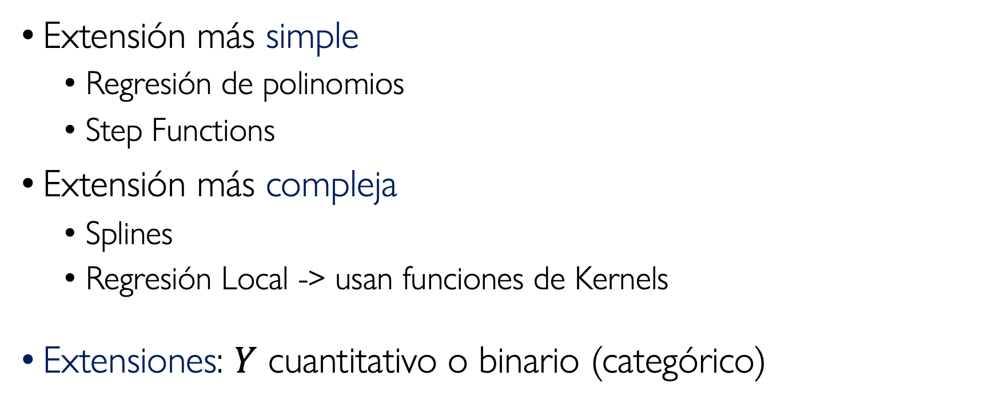 • Extensión más simple
• Regresión de polinomios
• Step Functions
• Extensión más compleja
• Splines
• Regresión Local -> usan funciones de Kernels
• Extensiones: Y cuantitativo o binario (categórico)